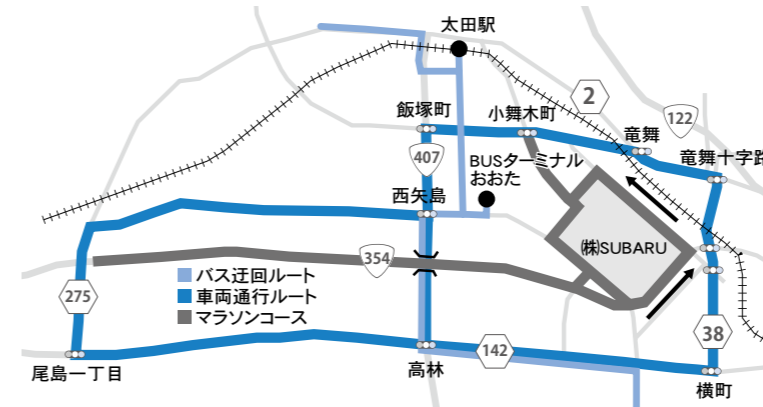 太田駅
飯塚町
小舞木町
2
竜舞
122
竜舞十字路
407
BUSターミナル
おおた
西矢島
㈱SUBARU
354
バス迂回ルート
車両通行ルート
マラソンコース
275
38
142
尾島一丁目
高林
横町